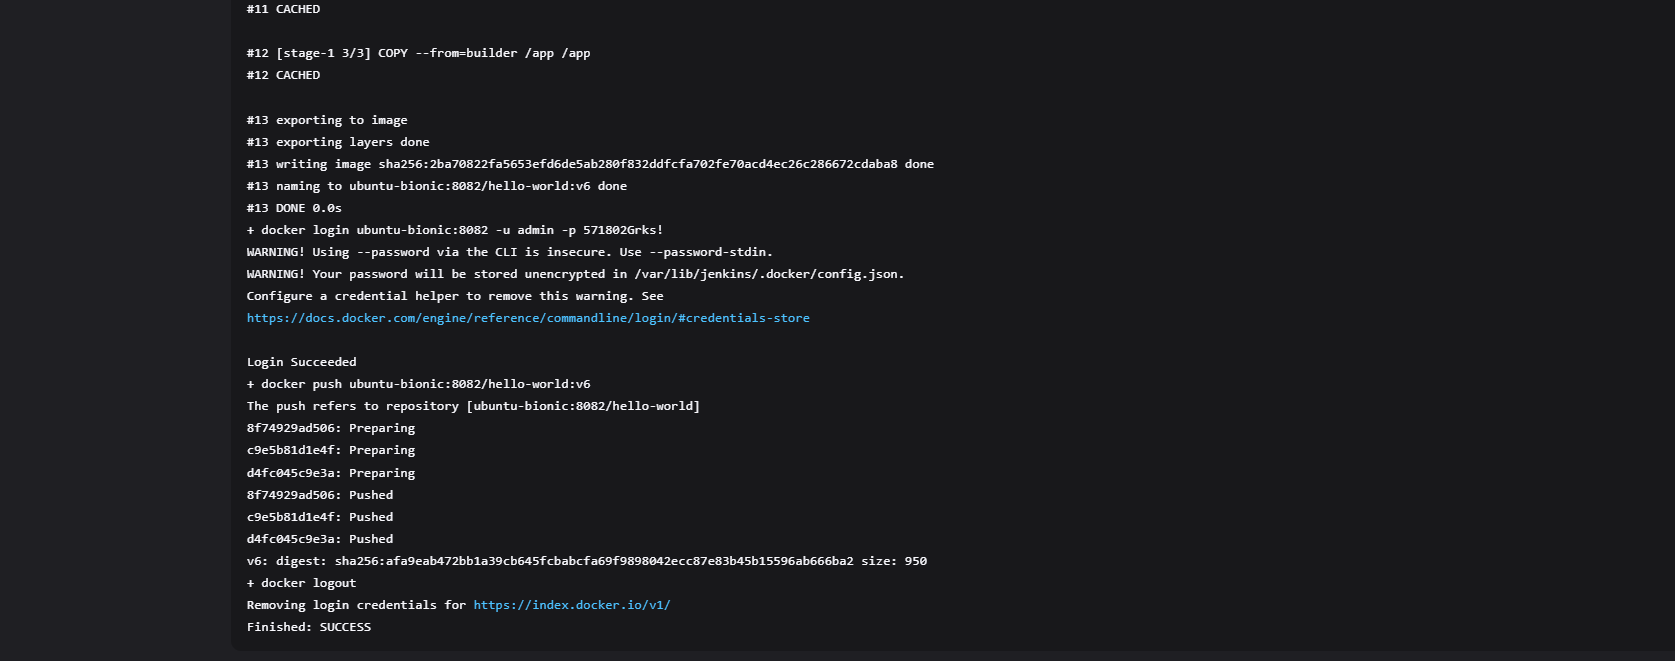 #11 CACHED
#12 [stage-1 3/3] COPY --from=builder /app /app
#12 CACHED
#13 exporting to image
#13 exporting layers done
#13 writing image sha256:2ba70822fa5653efd6de5ab280f832ddfcfa702fe70acd4ec26c286672cdaba8 done
#13 naming to ubuntu-bionic:8082/hello-world:v6 done
#13 DONE 0.0s
+ docker login ubuntu-bionic:8082 -u admin -p 571802Grks!
WARNING! Using --password via the CLI is insecure. Use --password-stdin.
WARNING! Your password will be stored unencrypted in /var/lib/jenkins/.docker/config.json.
Configure a credential helper to remove this warning. See
https://docs.docker.com/engine/reference/commandline/login/#credentials-store
Login Succeeded
+ docker push ubuntu-bionic:8082/hello-world:v6
The push refers to repository [ubuntu-bionic:8082/hello-world]
8f74929ad506: Preparing
c9e5b81d1e4f: Preparing
d4fc045c9e3a: Preparing
8f74929ad506: Pushed
c9e5b81d1e4f: Pushed
d4fc045c9e3a: Pushed
v6: digest: sha256:afa9eab472bb1a39cb645fcbabcfa69f9898042ecc87e83b45b15596ab666ba2 size: 950
+ docker logout
Removing login credentials for https://index.docker.io/v1/
Finished: SUCCESS